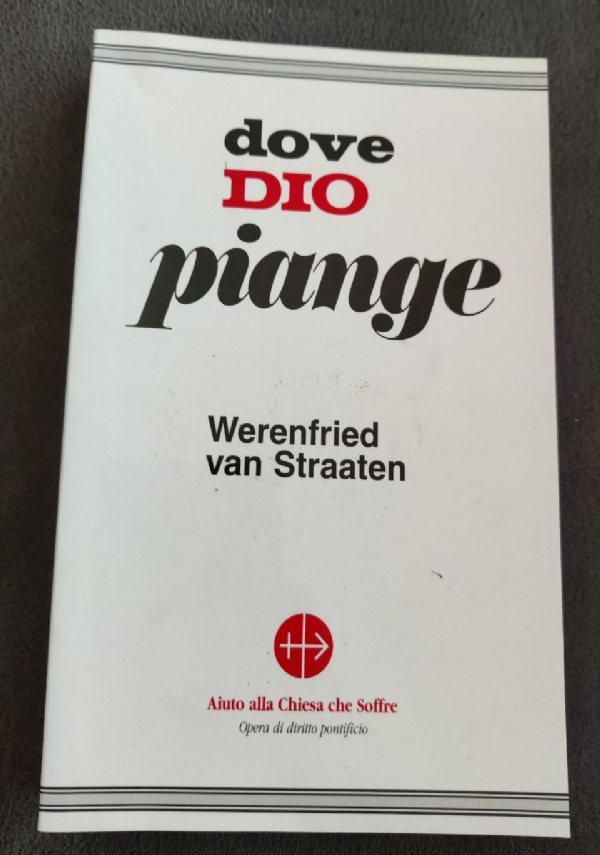 dove
DIO
piange
Werenfried
van Straaten
Aiuto alla Chiesa che Soffre
Opera di diritto pontificio